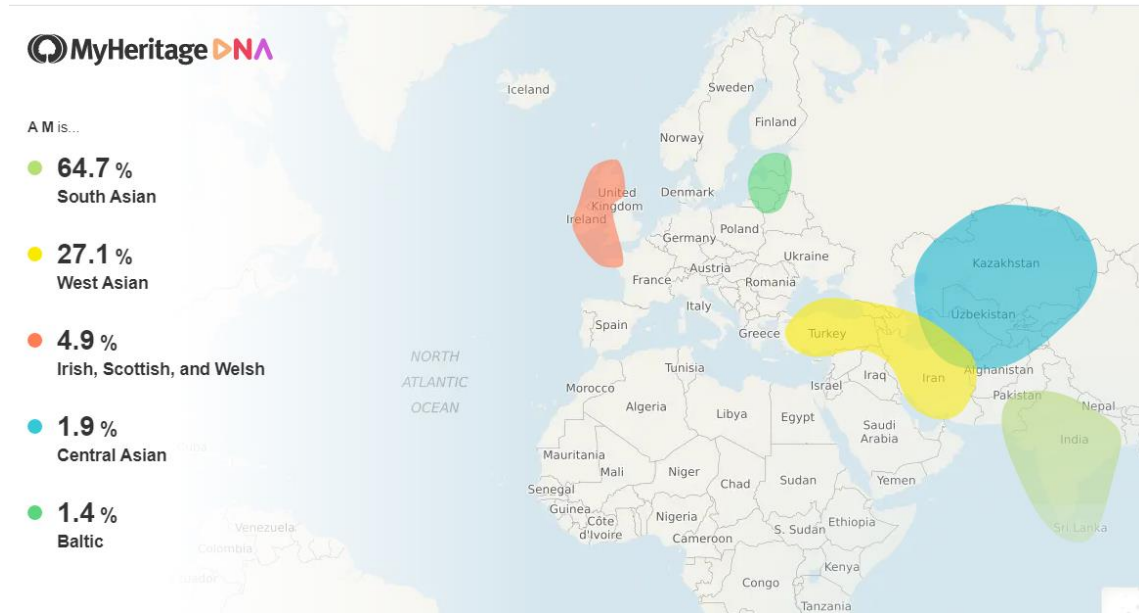 MyHeritage DNA
A M is...
64.7 %
South Asian
27.1 %
West Asian
4.9 %
Irish, Scottish, and Welsh
1.9 %
Central Asian
1.4 %
Baltic
Iceland
Sweden
Finland
Norway
United
Kingdom
Denmark
Ireland
Poland
Germany
Ukraine
Kazakhstan
Austria
France
Romania
Italy
Uzbekistan
Spain
Greece
Turkey
NORTH
ATLANTIC
OCEAN
Tunisia
Afghanistan
Iraq
Iran
Israel
Morocco
Pakistan
Nepal
Algeria
Libya
Egypt
Saudi
Arabia
India
Mauritania
Mali
Niger
Chad
Sudan
Yemen
Senegal
Guinea
Côte
d'Ivoire
Nigeria
S. Sudan
Ethiopia
Sri Lanka
Cameroon
Venezuela
Colombia
Kenya
Congo
Tanzania